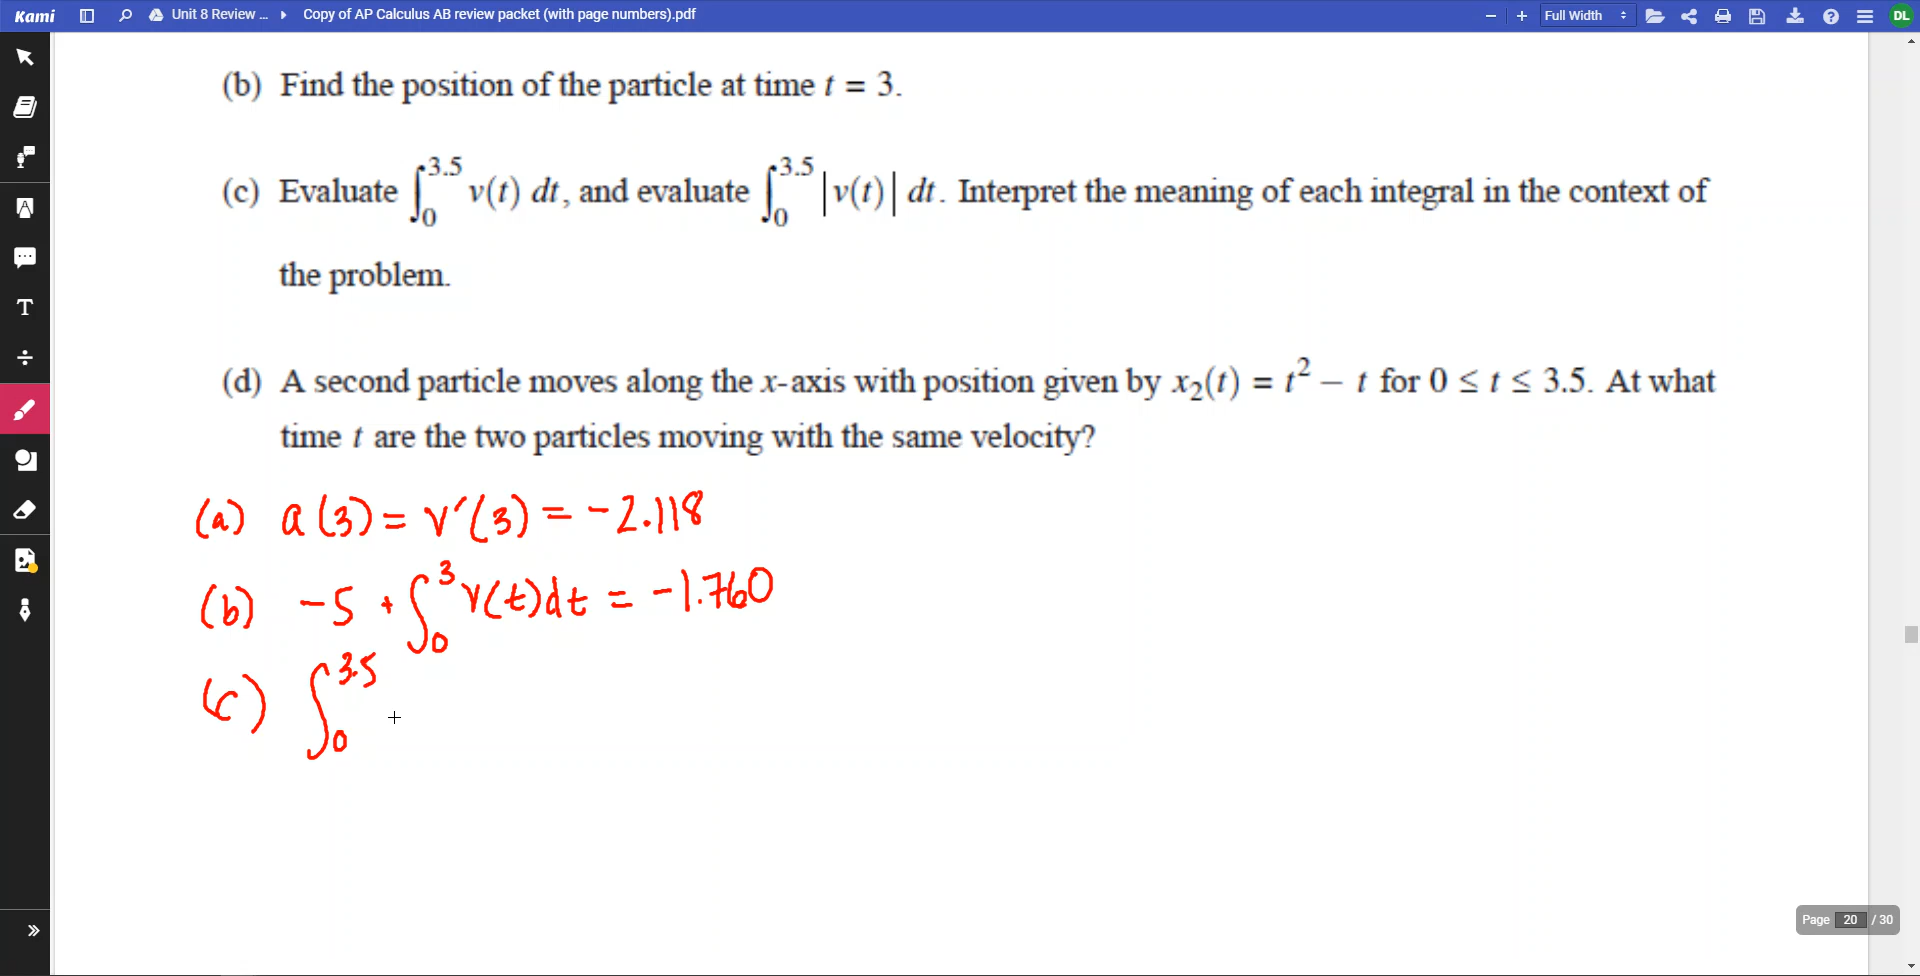 Kami Unit 8 Review ... Copy of AP Calculus AB review packet (with page numbers).pdf Full Width DL
(b) Find the position of the particle at time t = 3.
(c) Evaluate ∫₀^3.5 v(t) dt, and evaluate ∫₀^3.5 |v(t)| dt. Interpret the meaning of each integral in the context of
the problem.
(d) A second particle moves along the x-axis with position given by x₂(t) = t² − t for 0 ≤ t ≤ 3.5. At what
time t are the two particles moving with the same velocity?
(a) a(3) = v'(3) = -2.118
(b) -5 + ∫₀^3 v(t)dt = -1.760
(c) ∫₀^3.5
Page 20 / 30